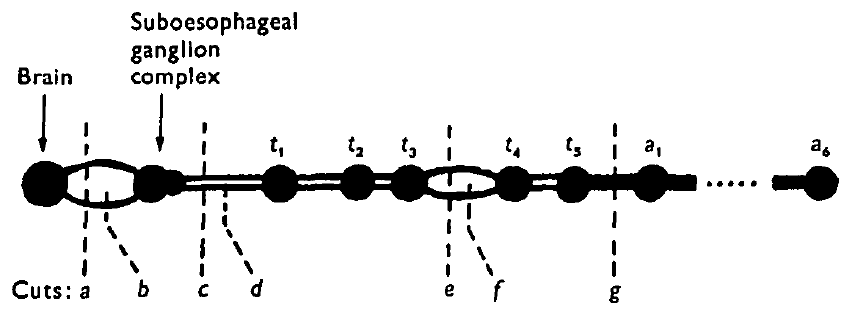 Suboesophageal
ganglion
complex
Brain
t₁ t₂ t₃ t₄ t₅ a₁ a₆
Cuts: a b c d e f g